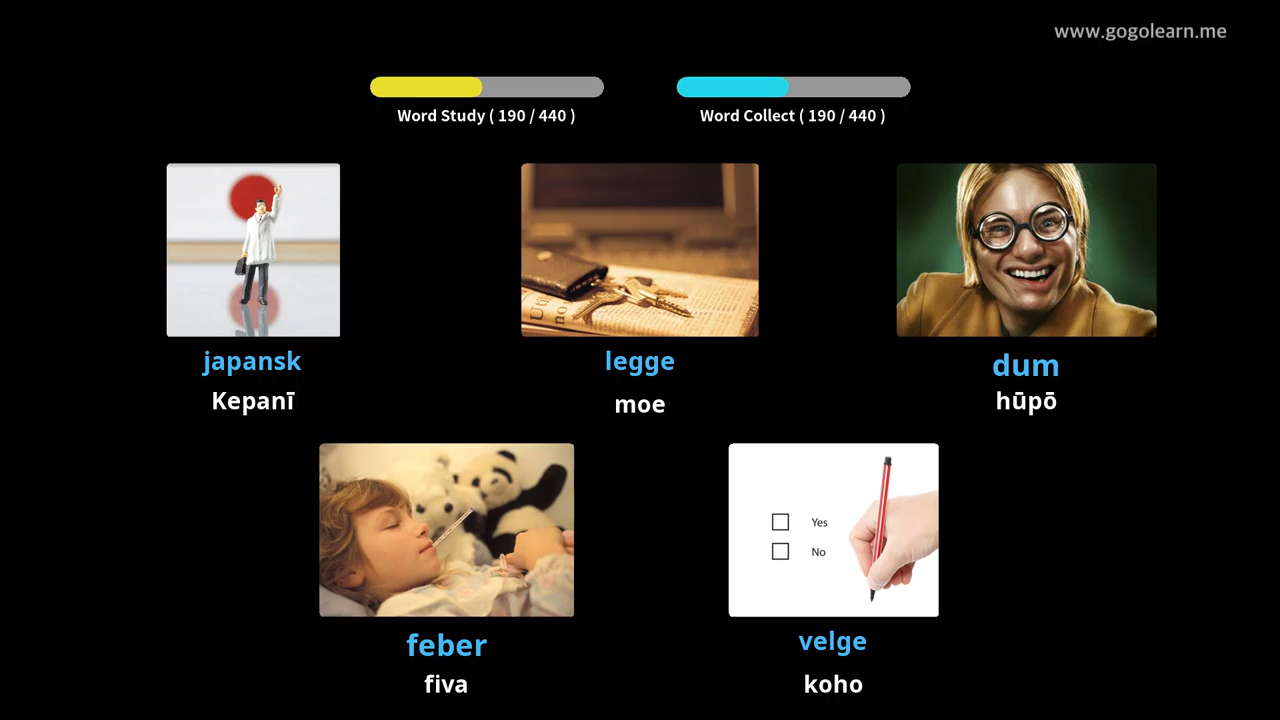 www.gogolearn.me
Word Study ( 190 / 440 )
Word Collect ( 190 / 440 )
japansk
Kepanī
legge
moe
dum
hūpō
feber
fiva
Yes
No
velge
koho